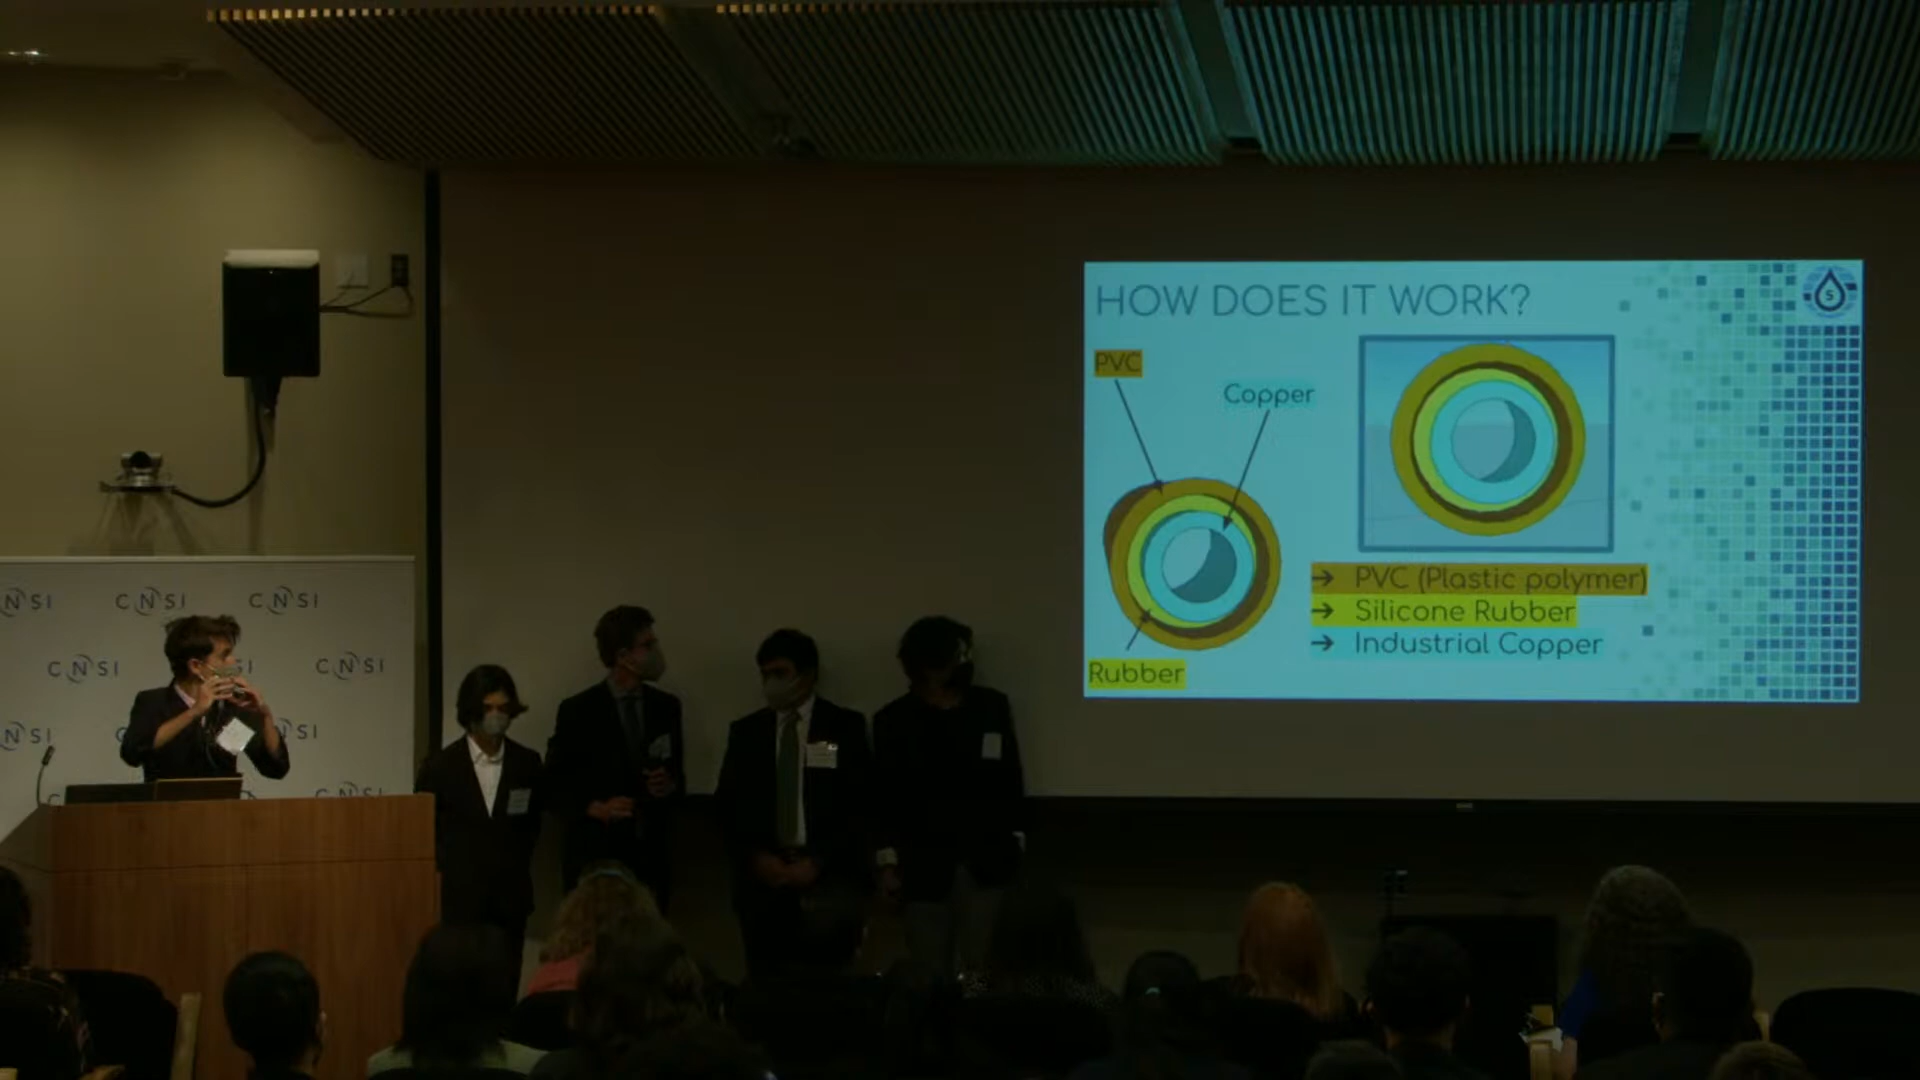 HOW DOES IT WORK?
S
PVC
Copper
→ PVC (Plastic polymer)
→ Silicone Rubber
→ Industrial Copper
Rubber
CNSI
CNSI
CNSI
CNSI